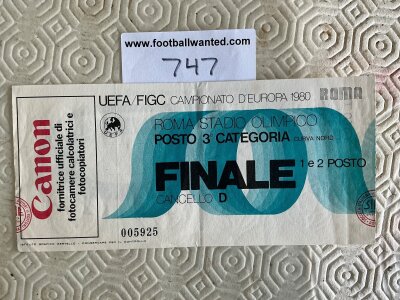 www.footballwanted.com
747
UEFA/FIGC CAMPIONATO D'EUROPA 1980 ROMA
ROMA STADIO OLIMPICO
POSTO 3ª CATEGORIA CURVA NORD
FINALE 1 e 2 POSTO
CANCELLO D
005925
Canon
fornitrice ufficiale di
fotocamere calcolatrici e
fotocopiatori